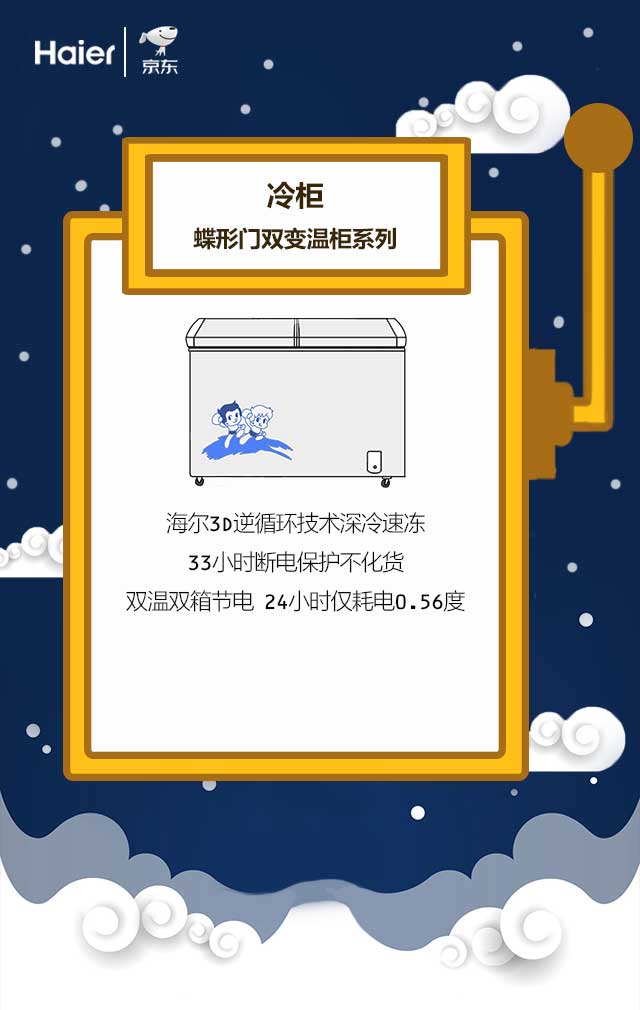 Haier
京东
冷柜
蝶形门双变温柜系列
海尔3D逆循环技术深冷速冻
33小时断电保护不化货
双温双箱节电 24小时仅耗电0.56度